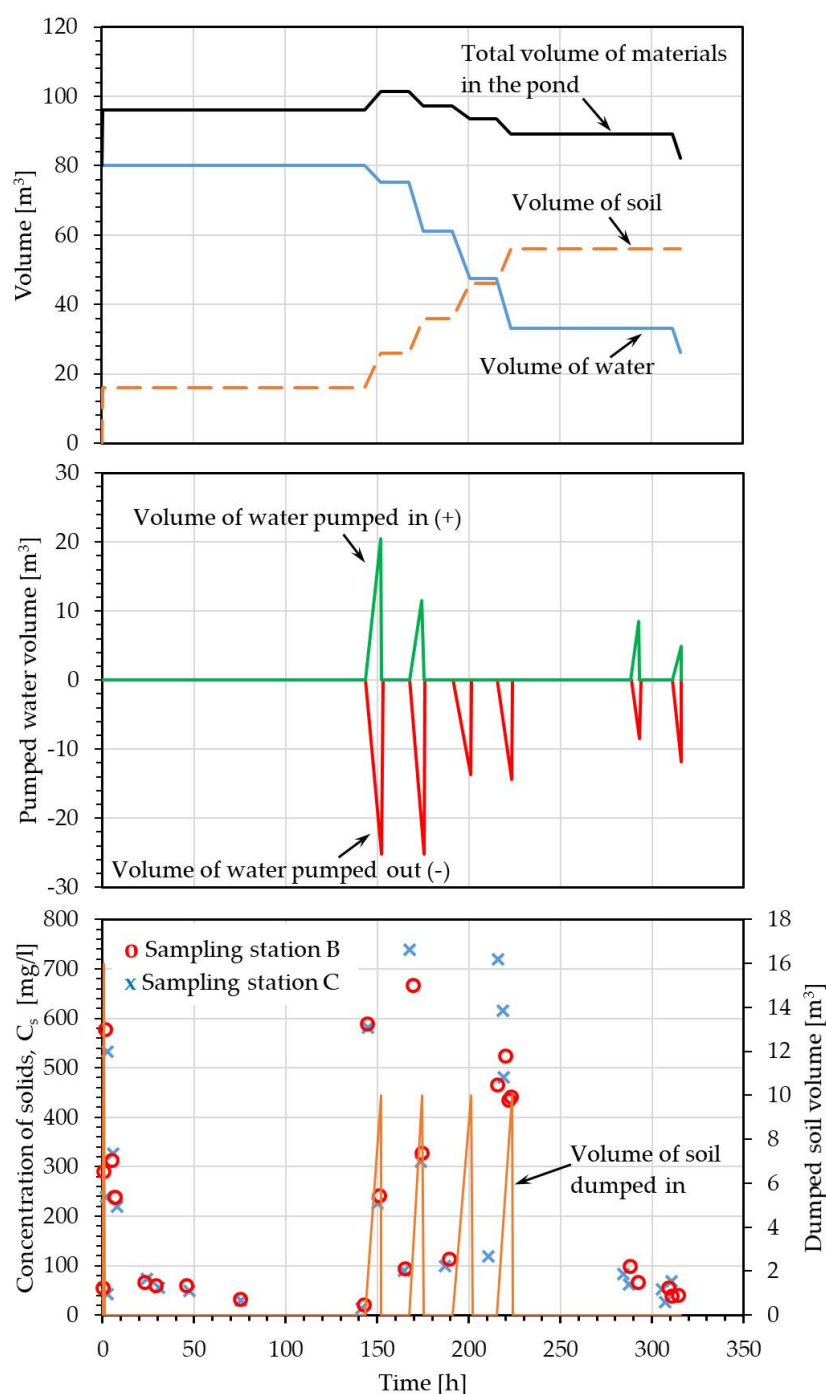 120
100
80
60
40
20
0
Volume [m³]
Total volume of materials
in the pond
Volume of soil
Volume of water
30
20
10
0
-10
-20
-30
Pumped water volume [m³]
Volume of water pumped in (+)
Volume of water pumped out (-)
800
700
600
500
400
300
200
100
0
Concentration of solids, Cₛ [mg/l]
o Sampling station B
x Sampling station C
Volume of soil
dumped in
18
16
14
12
10
8
6
4
2
0
Dumped soil volume [m³]
0 50 100 150 200 250 300 350
Time [h]